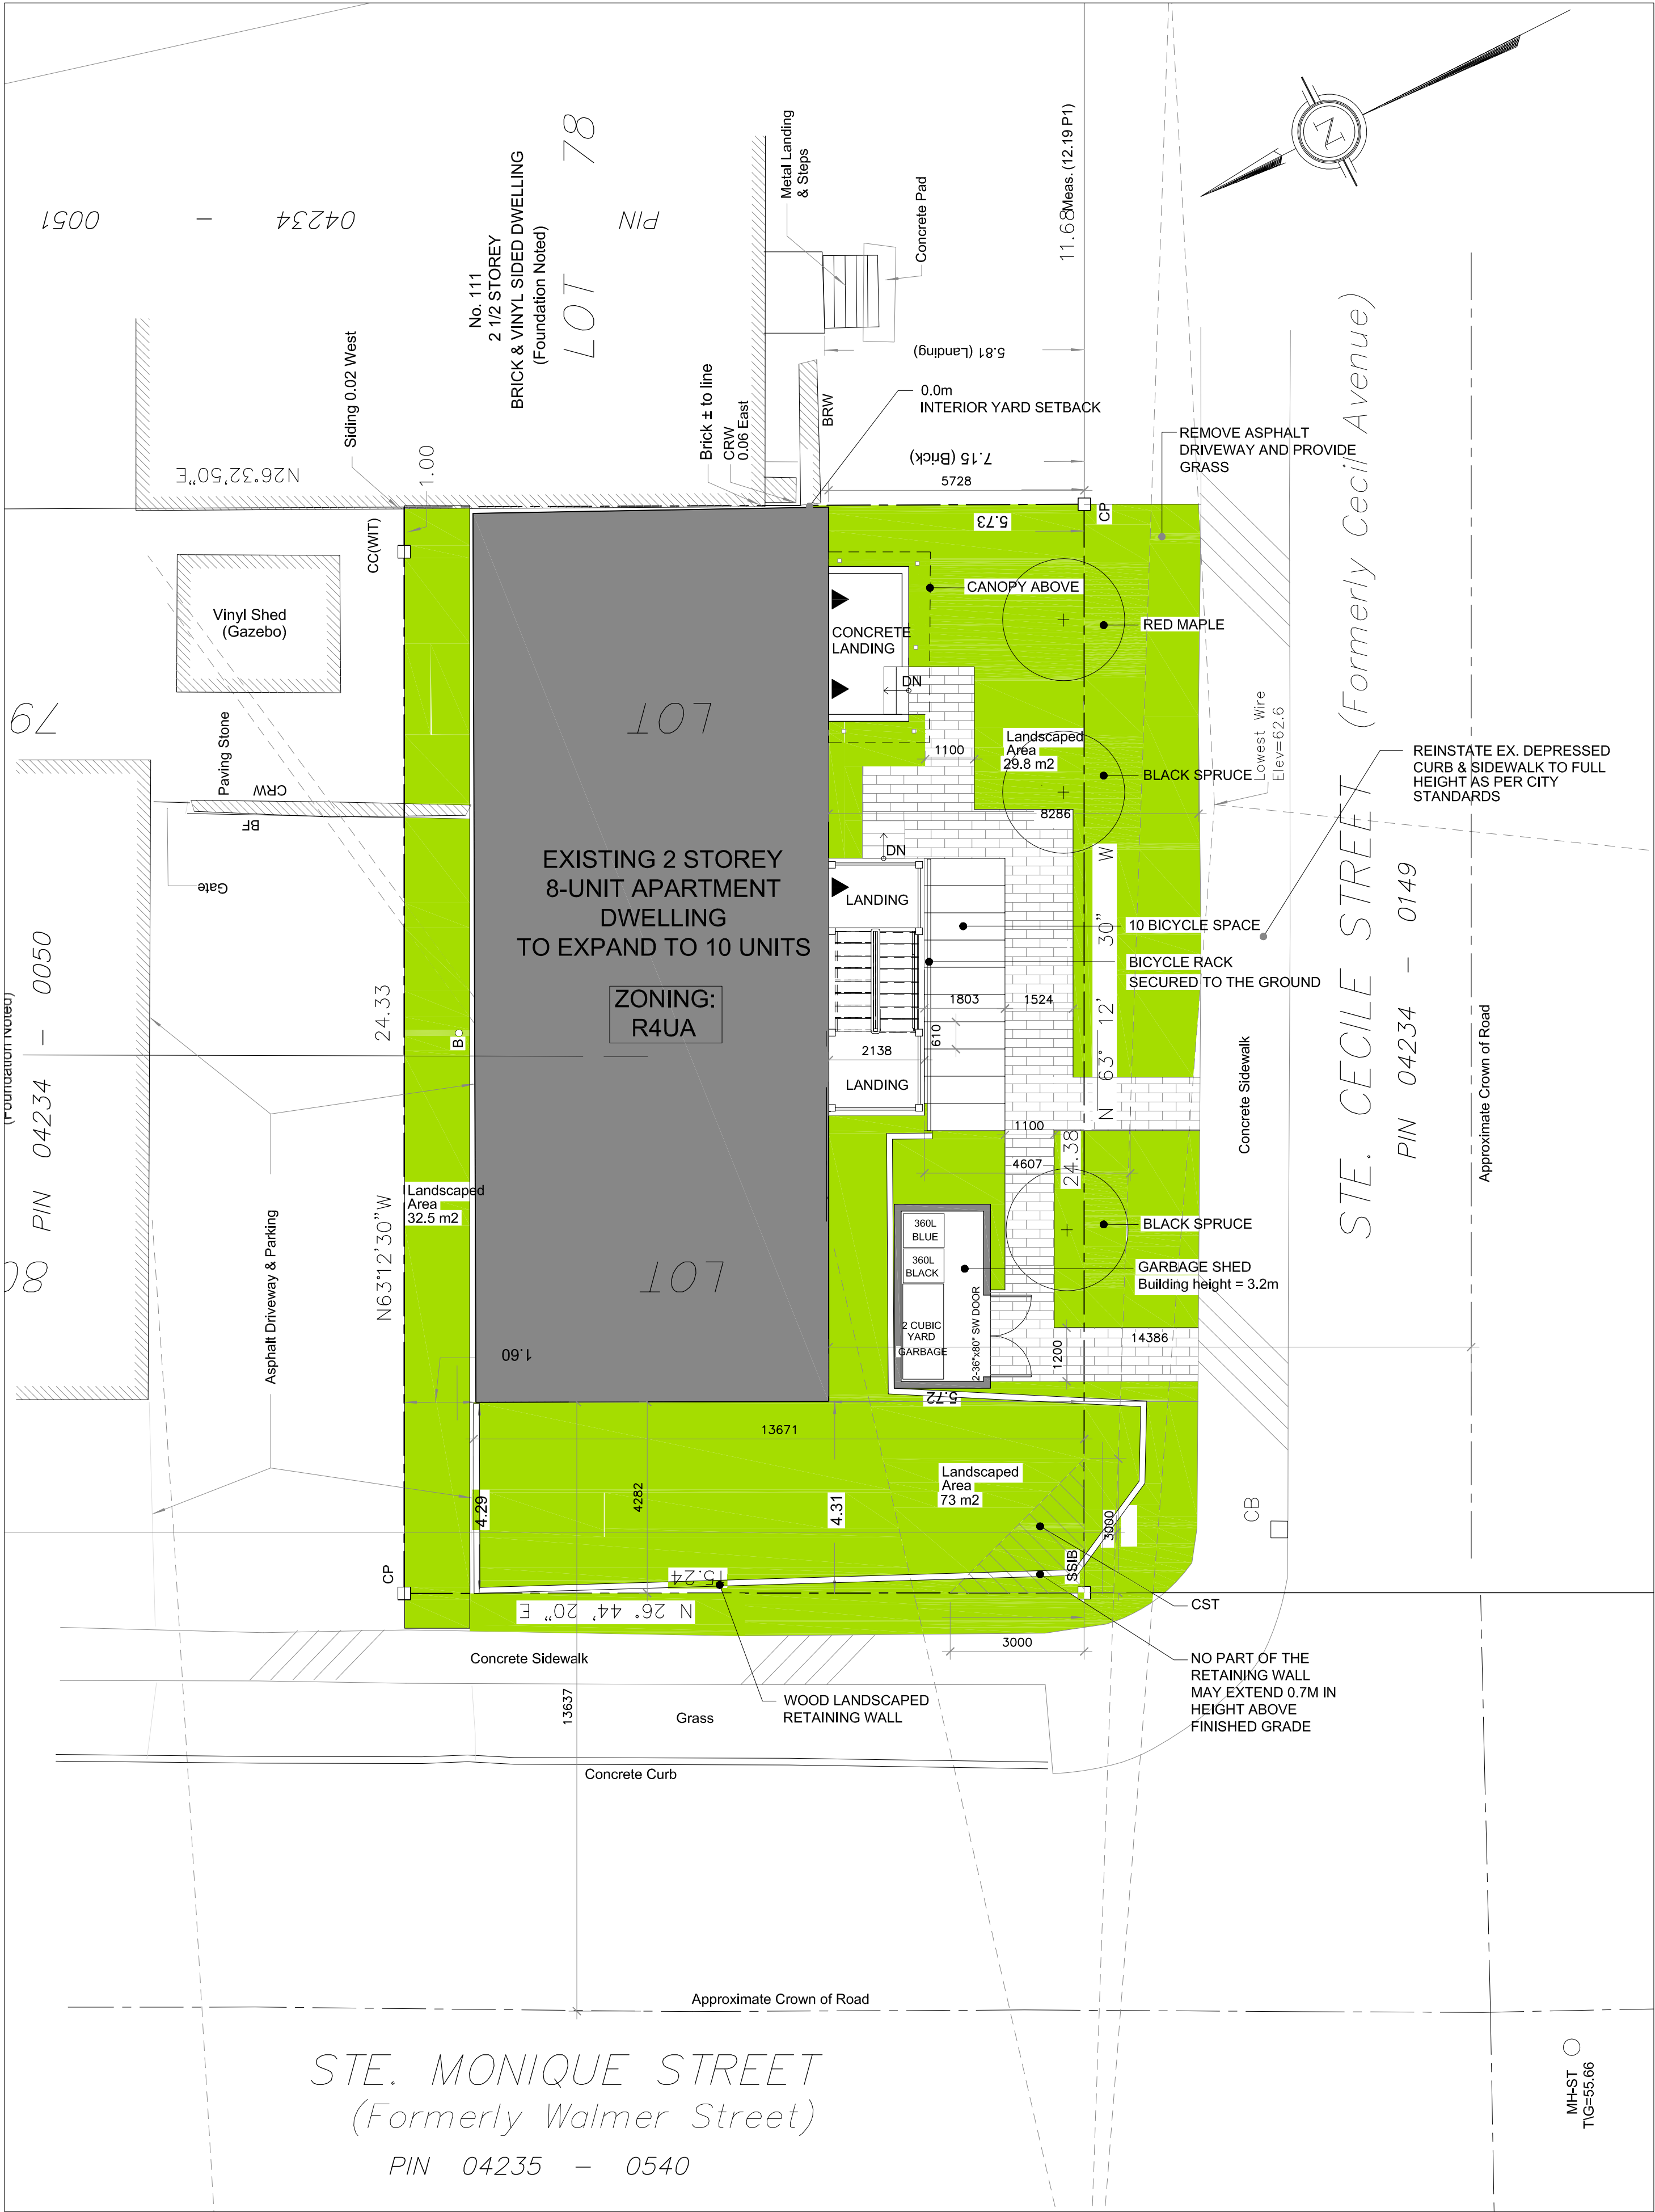 0051
–
04234
PIN
LOT 78
No. 111
2 1/2 STOREY
BRICK & VINYL SIDED DWELLING
(Foundation Noted)
Metal Landing
& Steps
Concrete Pad
11.68
Meas. (12.19 P1)
N
Siding 0.02 West
N26°32'50"E
1.00
CC(WIT)
Brick ± to line
CRW
0.06 East
BRW
5.81 (Landing)
0.0m
INTERIOR YARD SETBACK
7.15 (Brick)
5728
5.73
CP
REMOVE ASPHALT
DRIVEWAY AND PROVIDE
GRASS
Vinyl Shed
(Gazebo)
CANOPY ABOVE
RED MAPLE
CONCRETE
LANDING
DN
79
Paving Stone
CRW
BF
Gate
LOT
1100
Landscaped
Area
29.8 m2
BLACK SPRUCE
Lowest Wire
Elev=62.6
8286
REINSTATE EX. DEPRESSED
CURB & SIDEWALK TO FULL
HEIGHT AS PER CITY
STANDARDS
STE. CECILE STREET (Formerly Cecil Avenue)
PIN 04234 – 0149
EXISTING 2 STOREY
8-UNIT APARTMENT
DWELLING
TO EXPAND TO 10 UNITS
ZONING:
R4UA
DN
LANDING
10 BICYCLE SPACE
BICYCLE RACK
SECURED TO THE GROUND
1803
1524
610
2138
LANDING
N 63° 12' 30" W
24.38
Concrete Sidewalk
Approximate Crown of Road
(Foundation Noted)
PIN 04234 – 0050
80
24.33
B
N63°12'30"W
Landscaped
Area
32.5 m2
Asphalt Driveway & Parking
LOT
1.60
1100
4607
BLACK SPRUCE
360L
BLUE
360L
BLACK
2 CUBIC
YARD
GARBAGE
2-36"x80" SW DOOR
GARBAGE SHED
Building height = 3.2m
14386
1200
5.72
13671
4.29
4282
4.31
Landscaped
Area
73 m2
3000
CB
SSIB
CP
15.24
N 26° 44' 20" E
CST
3000
Concrete Sidewalk
13637
Grass
WOOD LANDSCAPED
RETAINING WALL
NO PART OF THE
RETAINING WALL
MAY EXTEND 0.7M IN
HEIGHT ABOVE
FINISHED GRADE
Concrete Curb
Approximate Crown of Road
STE. MONIQUE STREET
(Formerly Walmer Street)
PIN 04235 – 0540
MH-ST
T\G=55.66